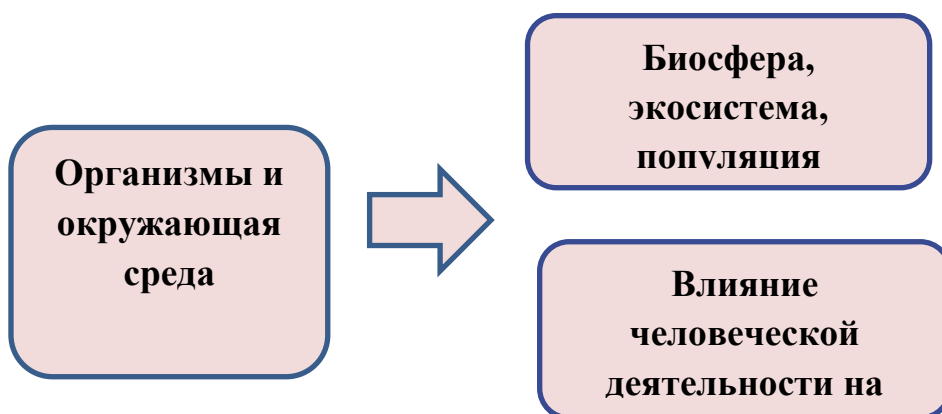 Организмы и
окружающая
среда
Биосфера,
экосистема,
популяция
Влияние
человеческой
деятельности на